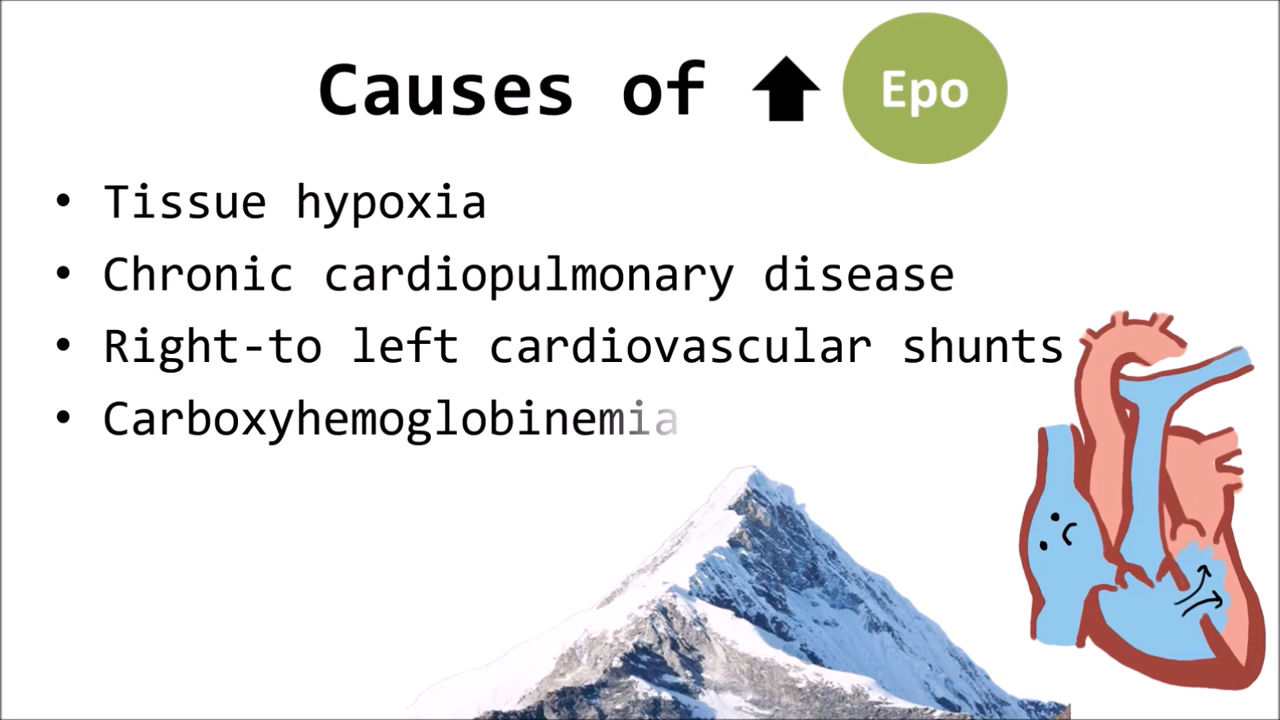 Causes of Epo
• Tissue hypoxia
• Chronic cardiopulmonary disease
• Right-to left cardiovascular shunts
• Carboxyhemoglobinemia